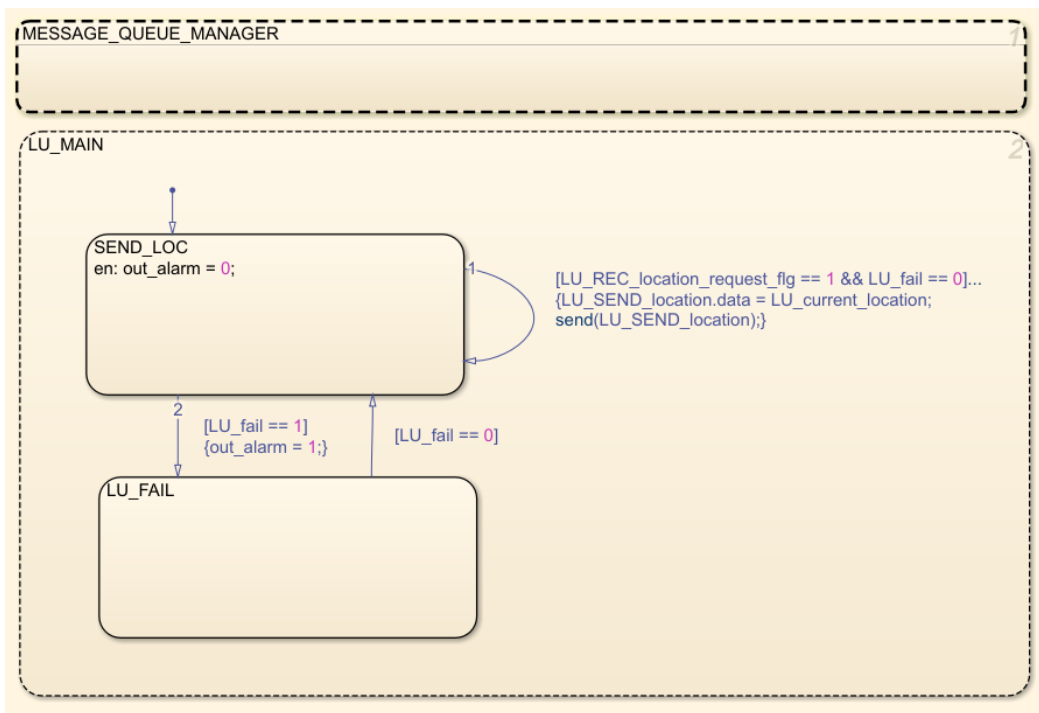 MESSAGE_QUEUE_MANAGER
1
LU_MAIN
2
SEND_LOC
en: out_alarm = 0;
1
[LU_REC_location_request_flg == 1 && LU_fail == 0]...
{LU_SEND_location.data = LU_current_location;
send(LU_SEND_location);}
2
[LU_fail == 1]
{out_alarm = 1;}
[LU_fail == 0]
LU_FAIL